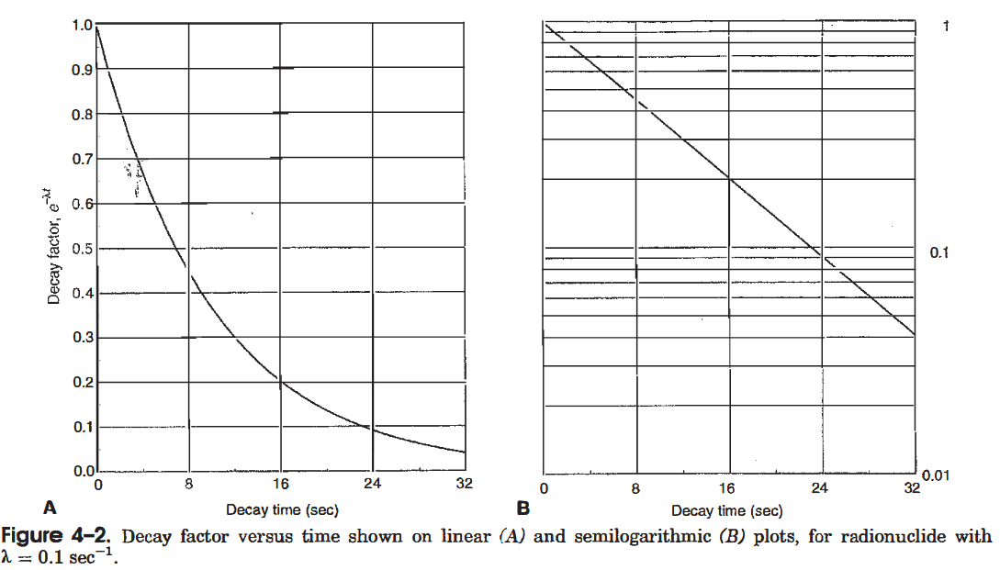 1.0
0.9
0.8
0.7
0.6
0.5
0.4
0.3
0.2
0.1
0.0
Decay factor, e^{-λt}
0 8 16 24 32
A Decay time (sec)
1
0.1
0.01
0 8 16 24 32
B Decay time (sec)
Figure 4–2. Decay factor versus time shown on linear (A) and semilogarithmic (B) plots, for radionuclide with
λ = 0.1 sec⁻¹.